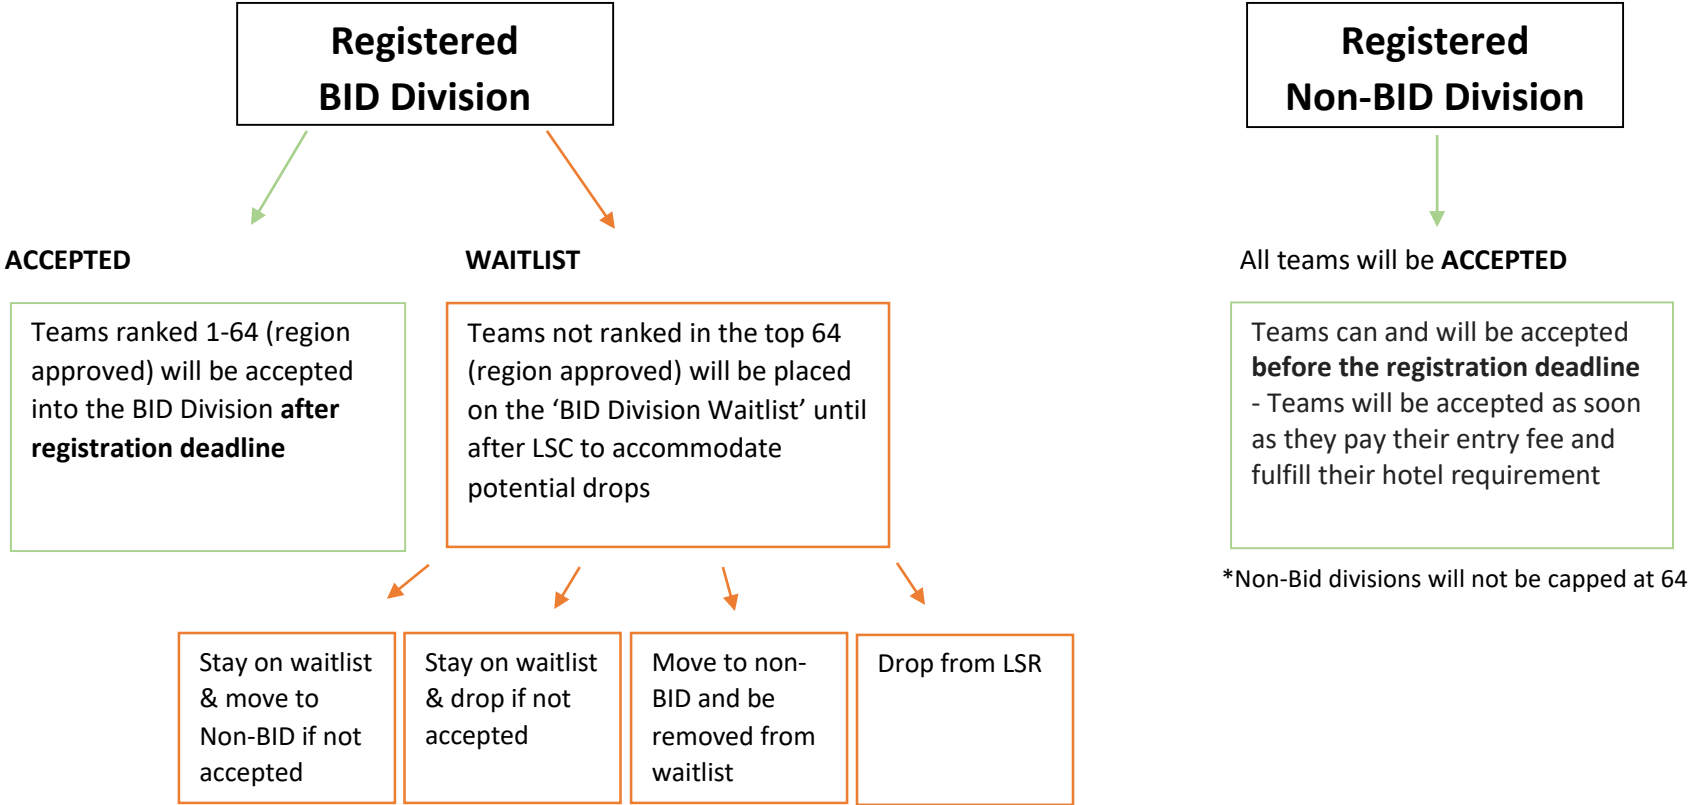 Registered
BID Division
Registered
Non-BID Division
ACCEPTED
WAITLIST
All teams will be ACCEPTED
Teams ranked 1-64 (region
approved) will be accepted
into the BID Division after
registration deadline
Teams not ranked in the top 64
(region approved) will be placed
on the ‘BID Division Waitlist’ until
after LSC to accommodate
potential drops
Teams can and will be accepted
before the registration deadline
- Teams will be accepted as soon
as they pay their entry fee and
fulfill their hotel requirement
*Non-Bid divisions will not be capped at 64
Stay on waitlist
& move to
Non-BID if not
accepted
Stay on waitlist
& drop if not
accepted
Move to non-
BID and be
removed from
waitlist
Drop from LSR